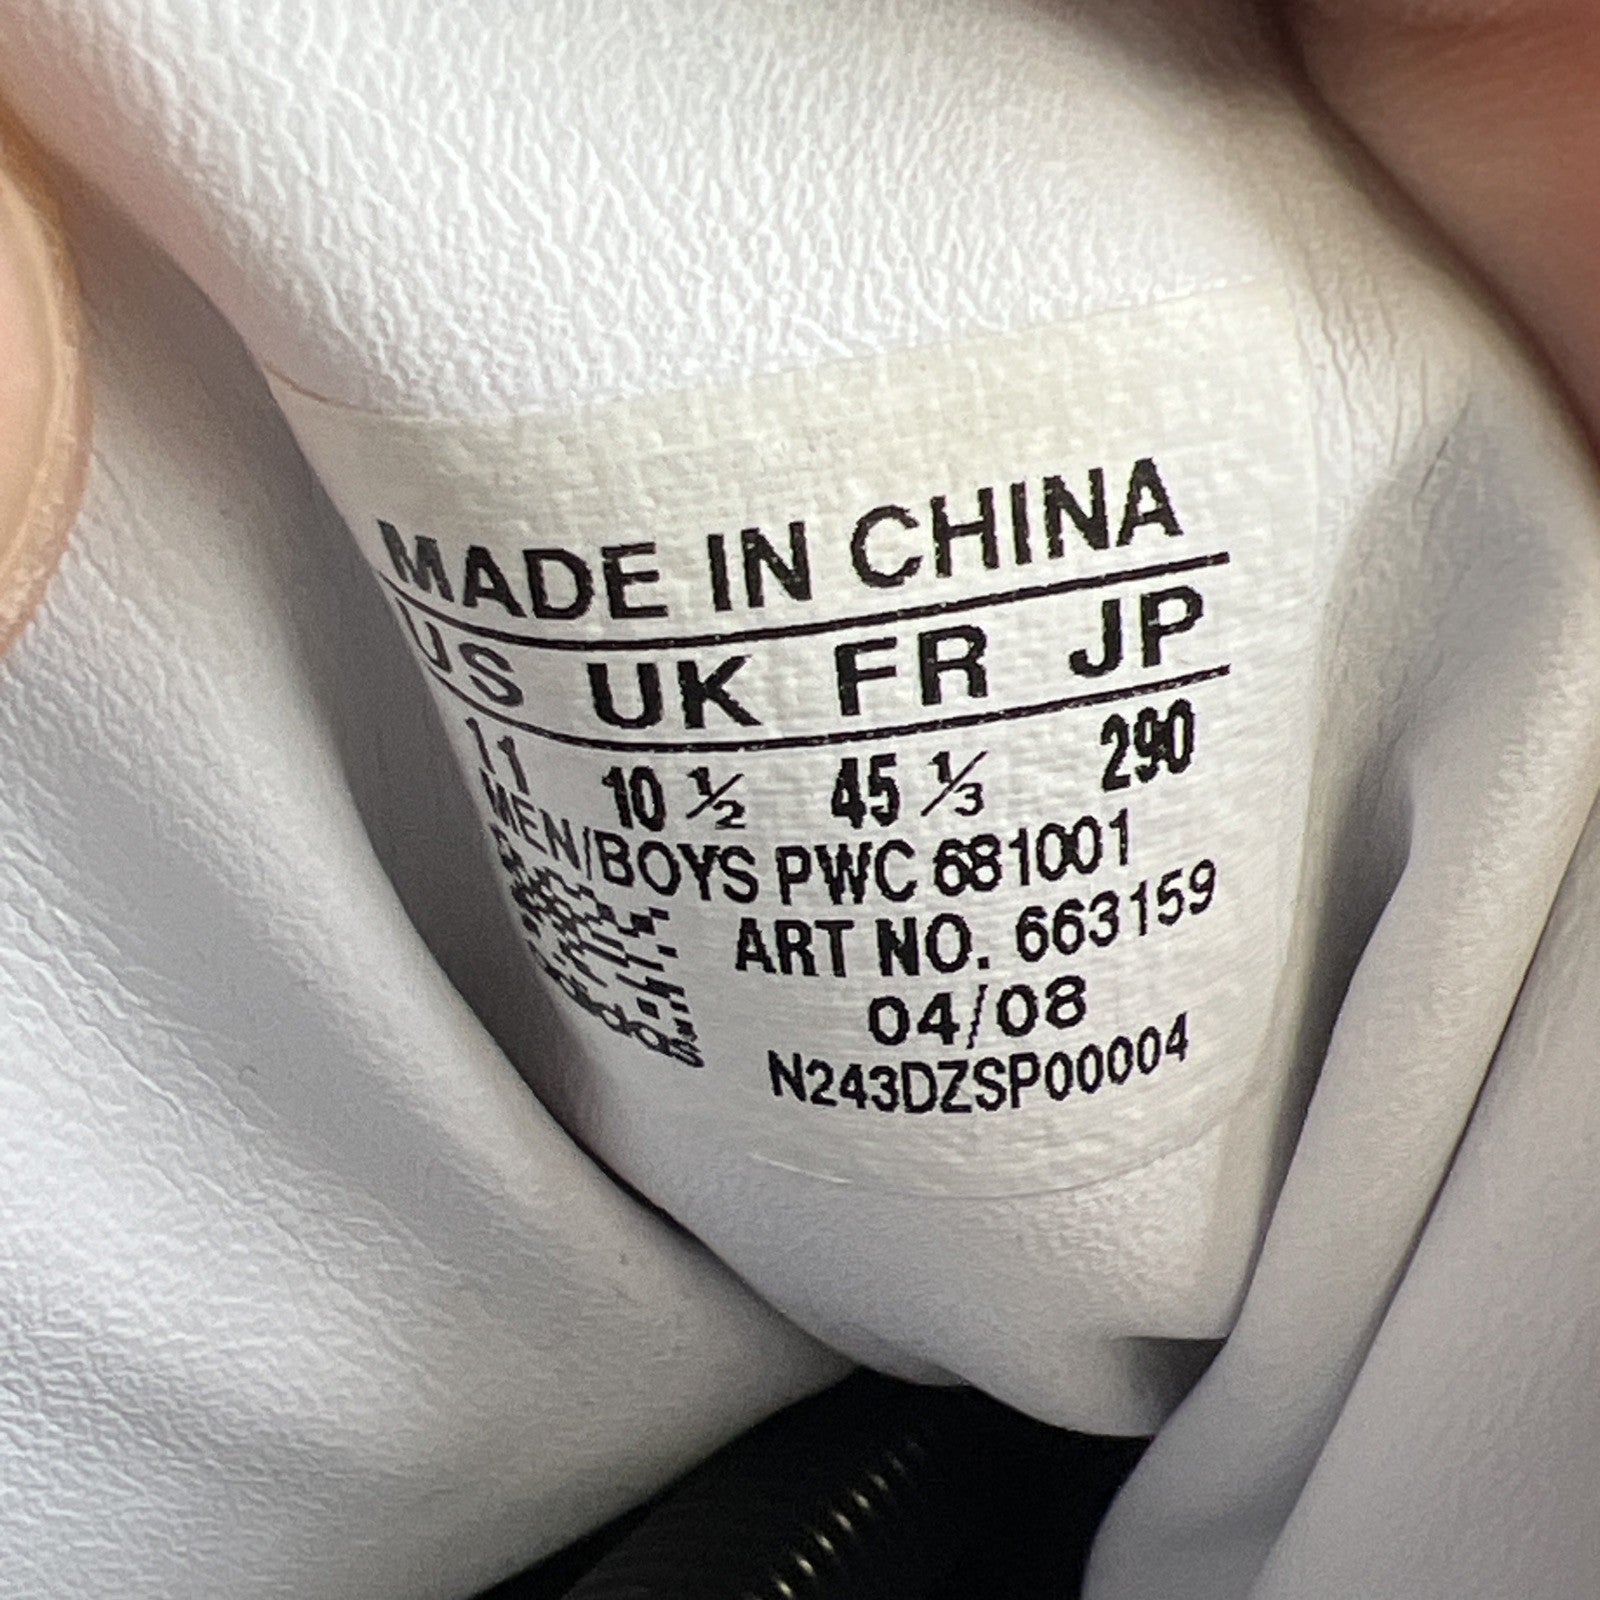 MADE IN CHINA
US UK FR JP
11 10 ½ 45 ⅓ 290
MEN/BOYS PWC 681001
ART NO. 663159
04/08
N243DZSP00004